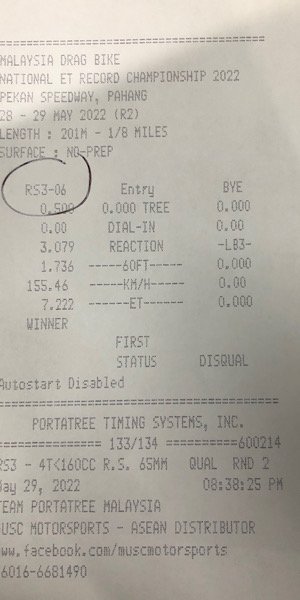 MALAYSIA DRAG BIKE
NATIONAL ET RECORD CHAMPIONSHIP 2022
PEKAN SPEEDWAY, PAHANG
28 - 29 MAY 2022 (R2)
LENGTH : 201M - 1/8 MILES
SURFACE : NO-PREP
RS3-06 Entry BYE
0.500 0.000 TREE 0.000
0.00 DIAL-IN 0.00
3.079 REACTION -LB3-
1.736 -----60FT----- 0.000
155.46 -----KM/H----- 0.00
7.222 ------ET------ 0.000
WINNER
FIRST
STATUS DISQUAL
Autostart Disabled
PORTATREE TIMING SYSTEMS, INC.
=============== 133/134 ==========600214
RS3 - 4T<160CC R.S. 65MM QUAL RND 2
May 29, 2022 08:38:25 PM
TEAM PORTATREE MALAYSIA
MUSC MOTORSPORTS - ASEAN DISTRIBUTOR
www.facebook.com/muscmotorsports
6016-6681490